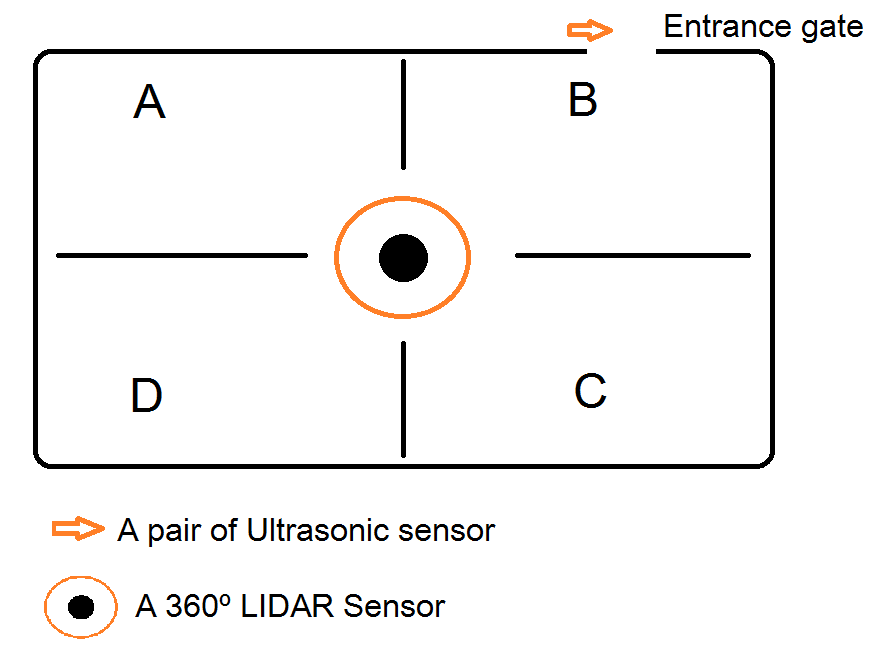 Entrance gate
A
B
D
C
A pair of Ultrasonic sensor
A 360º LIDAR Sensor